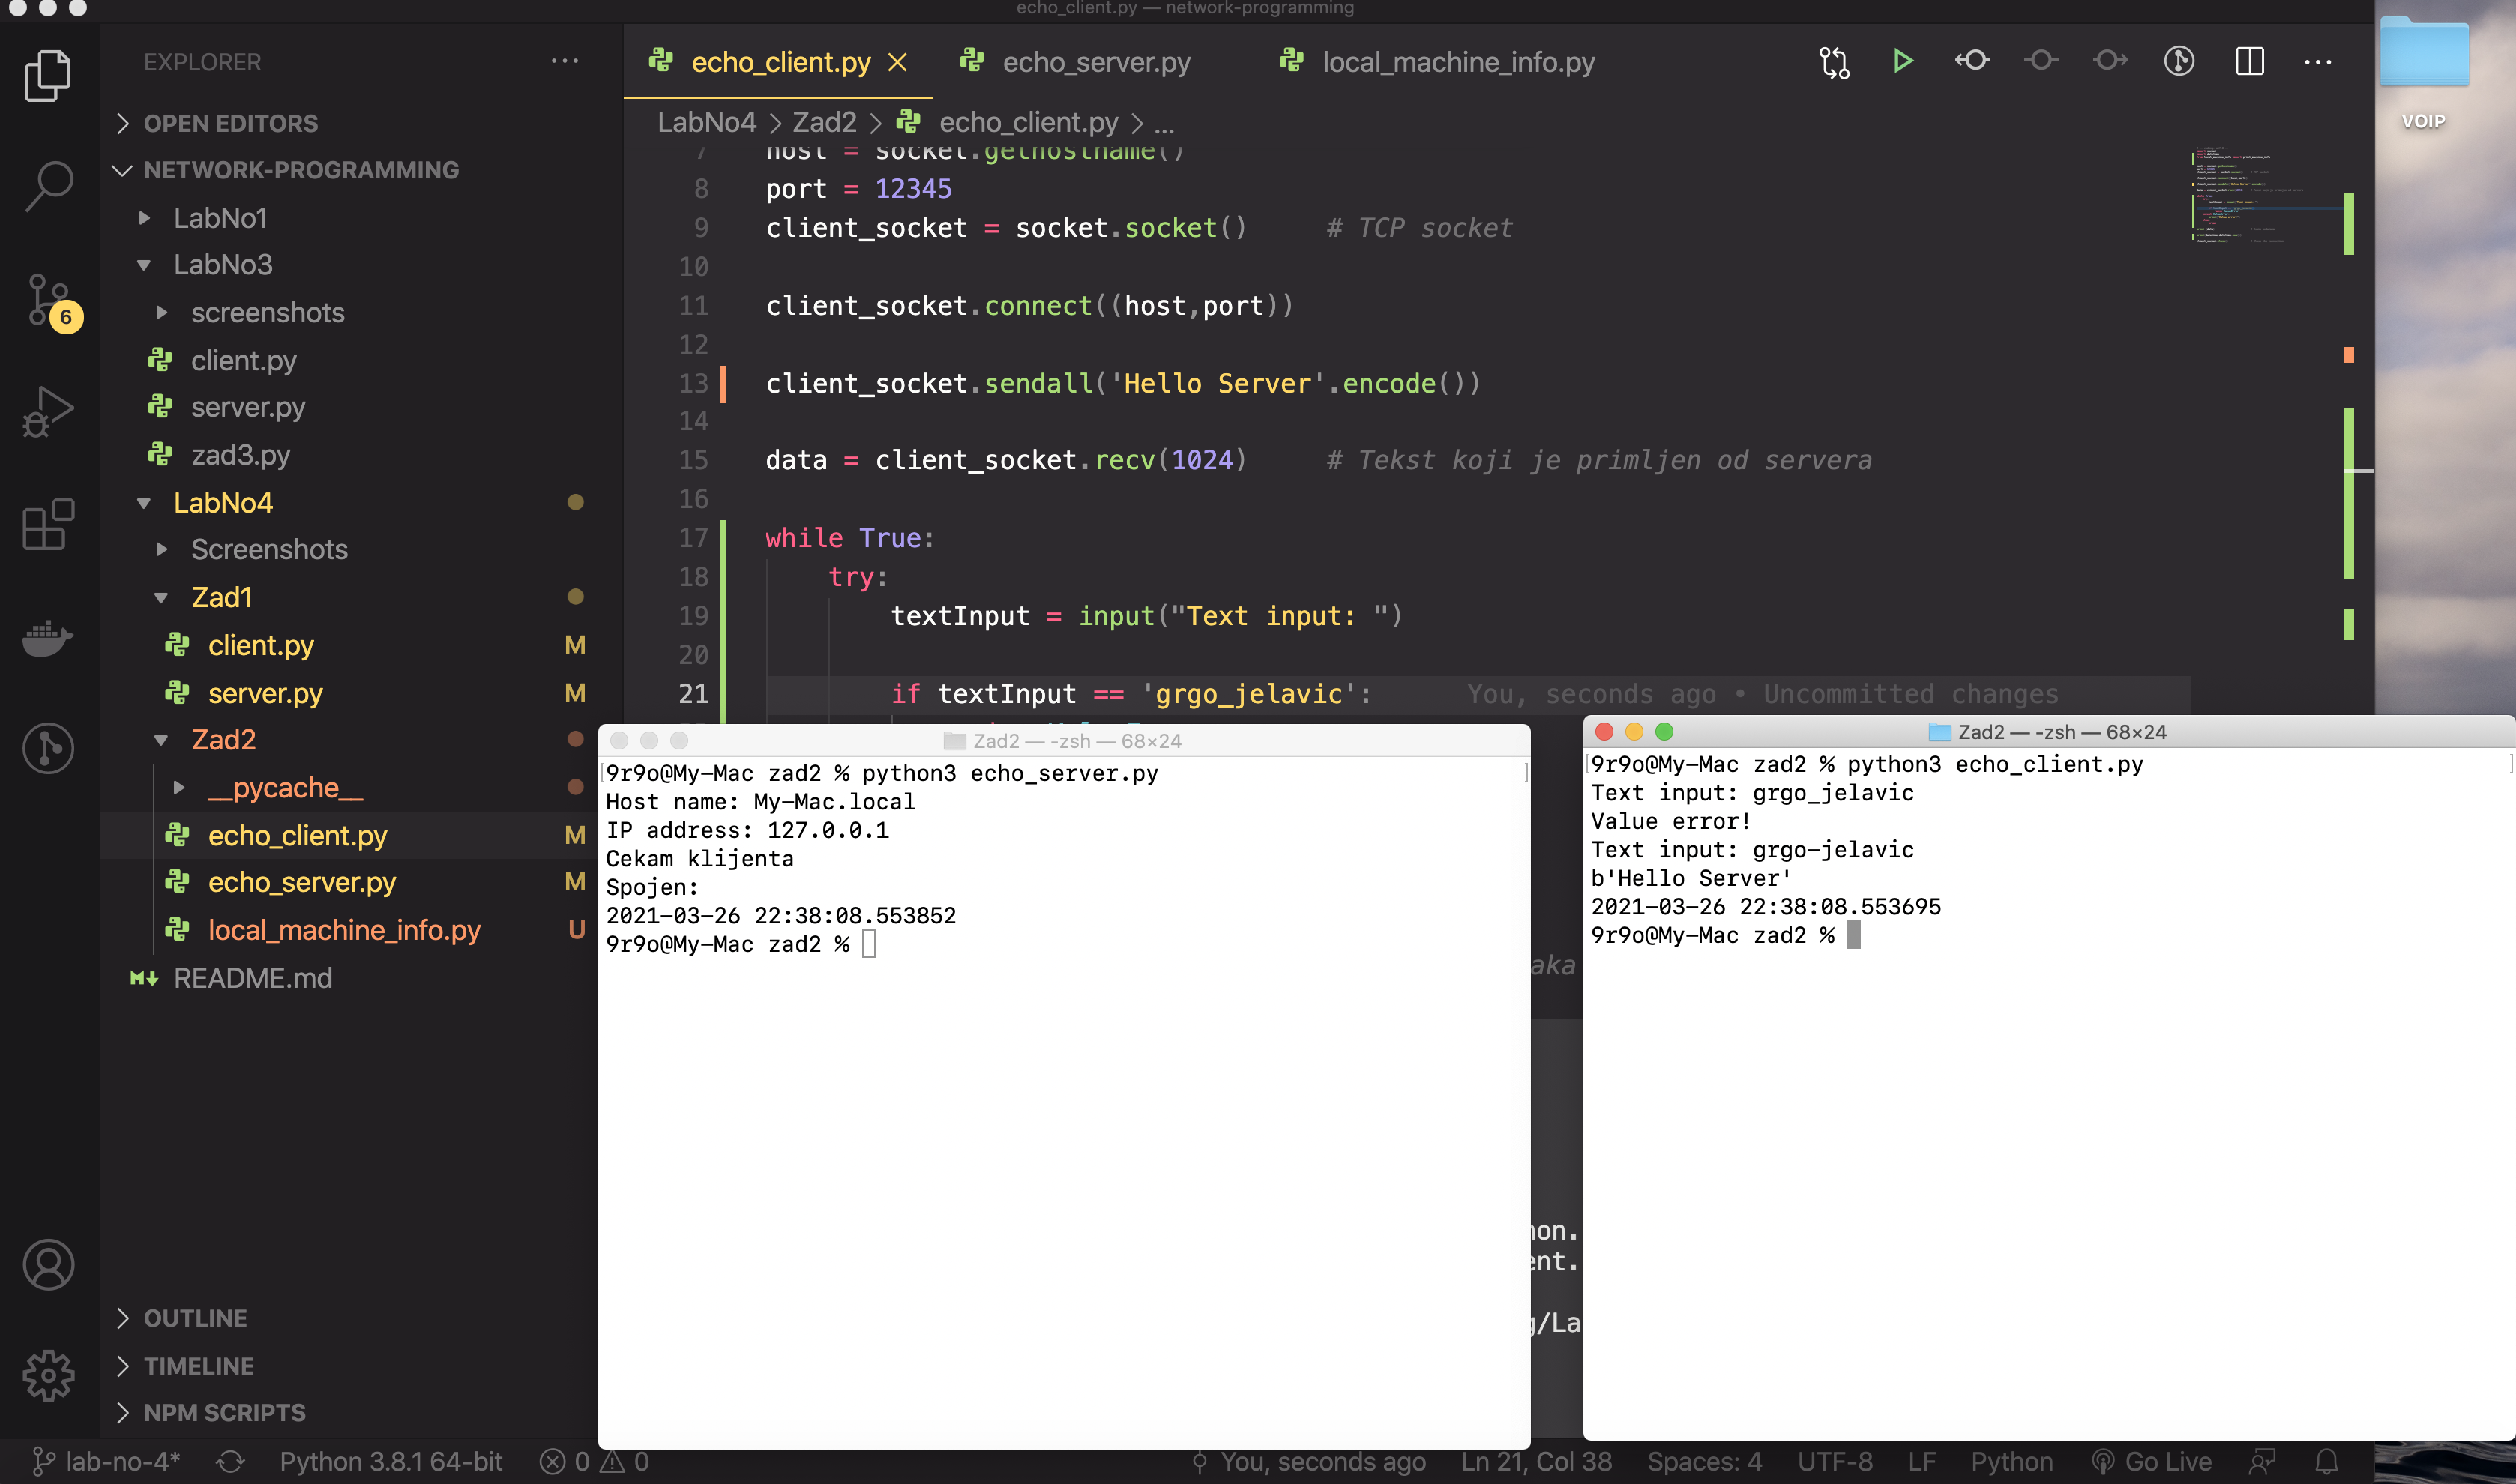 echo_client.py — network-programming
EXPLORER
OPEN EDITORS
NETWORK-PROGRAMMING
LabNo1
LabNo3
screenshots
client.py
server.py
zad3.py
LabNo4
Screenshots
Zad1
client.py M
server.py M
Zad2
__pycache__
echo_client.py M
echo_server.py M
local_machine_info.py U
README.md
OUTLINE
TIMELINE
NPM SCRIPTS
6
echo_client.py echo_server.py local_machine_info.py
LabNo4 > Zad2 > echo_client.py > ...
7 host = socket.gethostname()
8 port = 12345
9 client_socket = socket.socket() # TCP socket
10
11 client_socket.connect((host,port))
12
13 client_socket.sendall('Hello Server'.encode())
14
15 data = client_socket.recv(1024) # Tekst koji je primljen od servera
16
17 while True:
18 try:
19 textInput = input("Text input: ")
20
21 if textInput == 'grgo_jelavic': You, seconds ago • Uncommitted changes
Zad2 — -zsh — 68×24
9r9o@My-Mac zad2 % python3 echo_server.py
Host name: My-Mac.local
IP address: 127.0.0.1
Cekam klijenta
Spojen:
2021-03-26 22:38:08.553852
9r9o@My-Mac zad2 %
Zad2 — -zsh — 68×24
9r9o@My-Mac zad2 % python3 echo_client.py
Text input: grgo_jelavic
Value error!
Text input: grgo-jelavic
b'Hello Server'
2021-03-26 22:38:08.553695
9r9o@My-Mac zad2 %
aka
hon.
ent.
g/La
VOIP
lab-no-4* Python 3.8.1 64-bit 0 0 You, seconds ago Ln 21, Col 38 Spaces: 4 UTF-8 LF Python Go Live